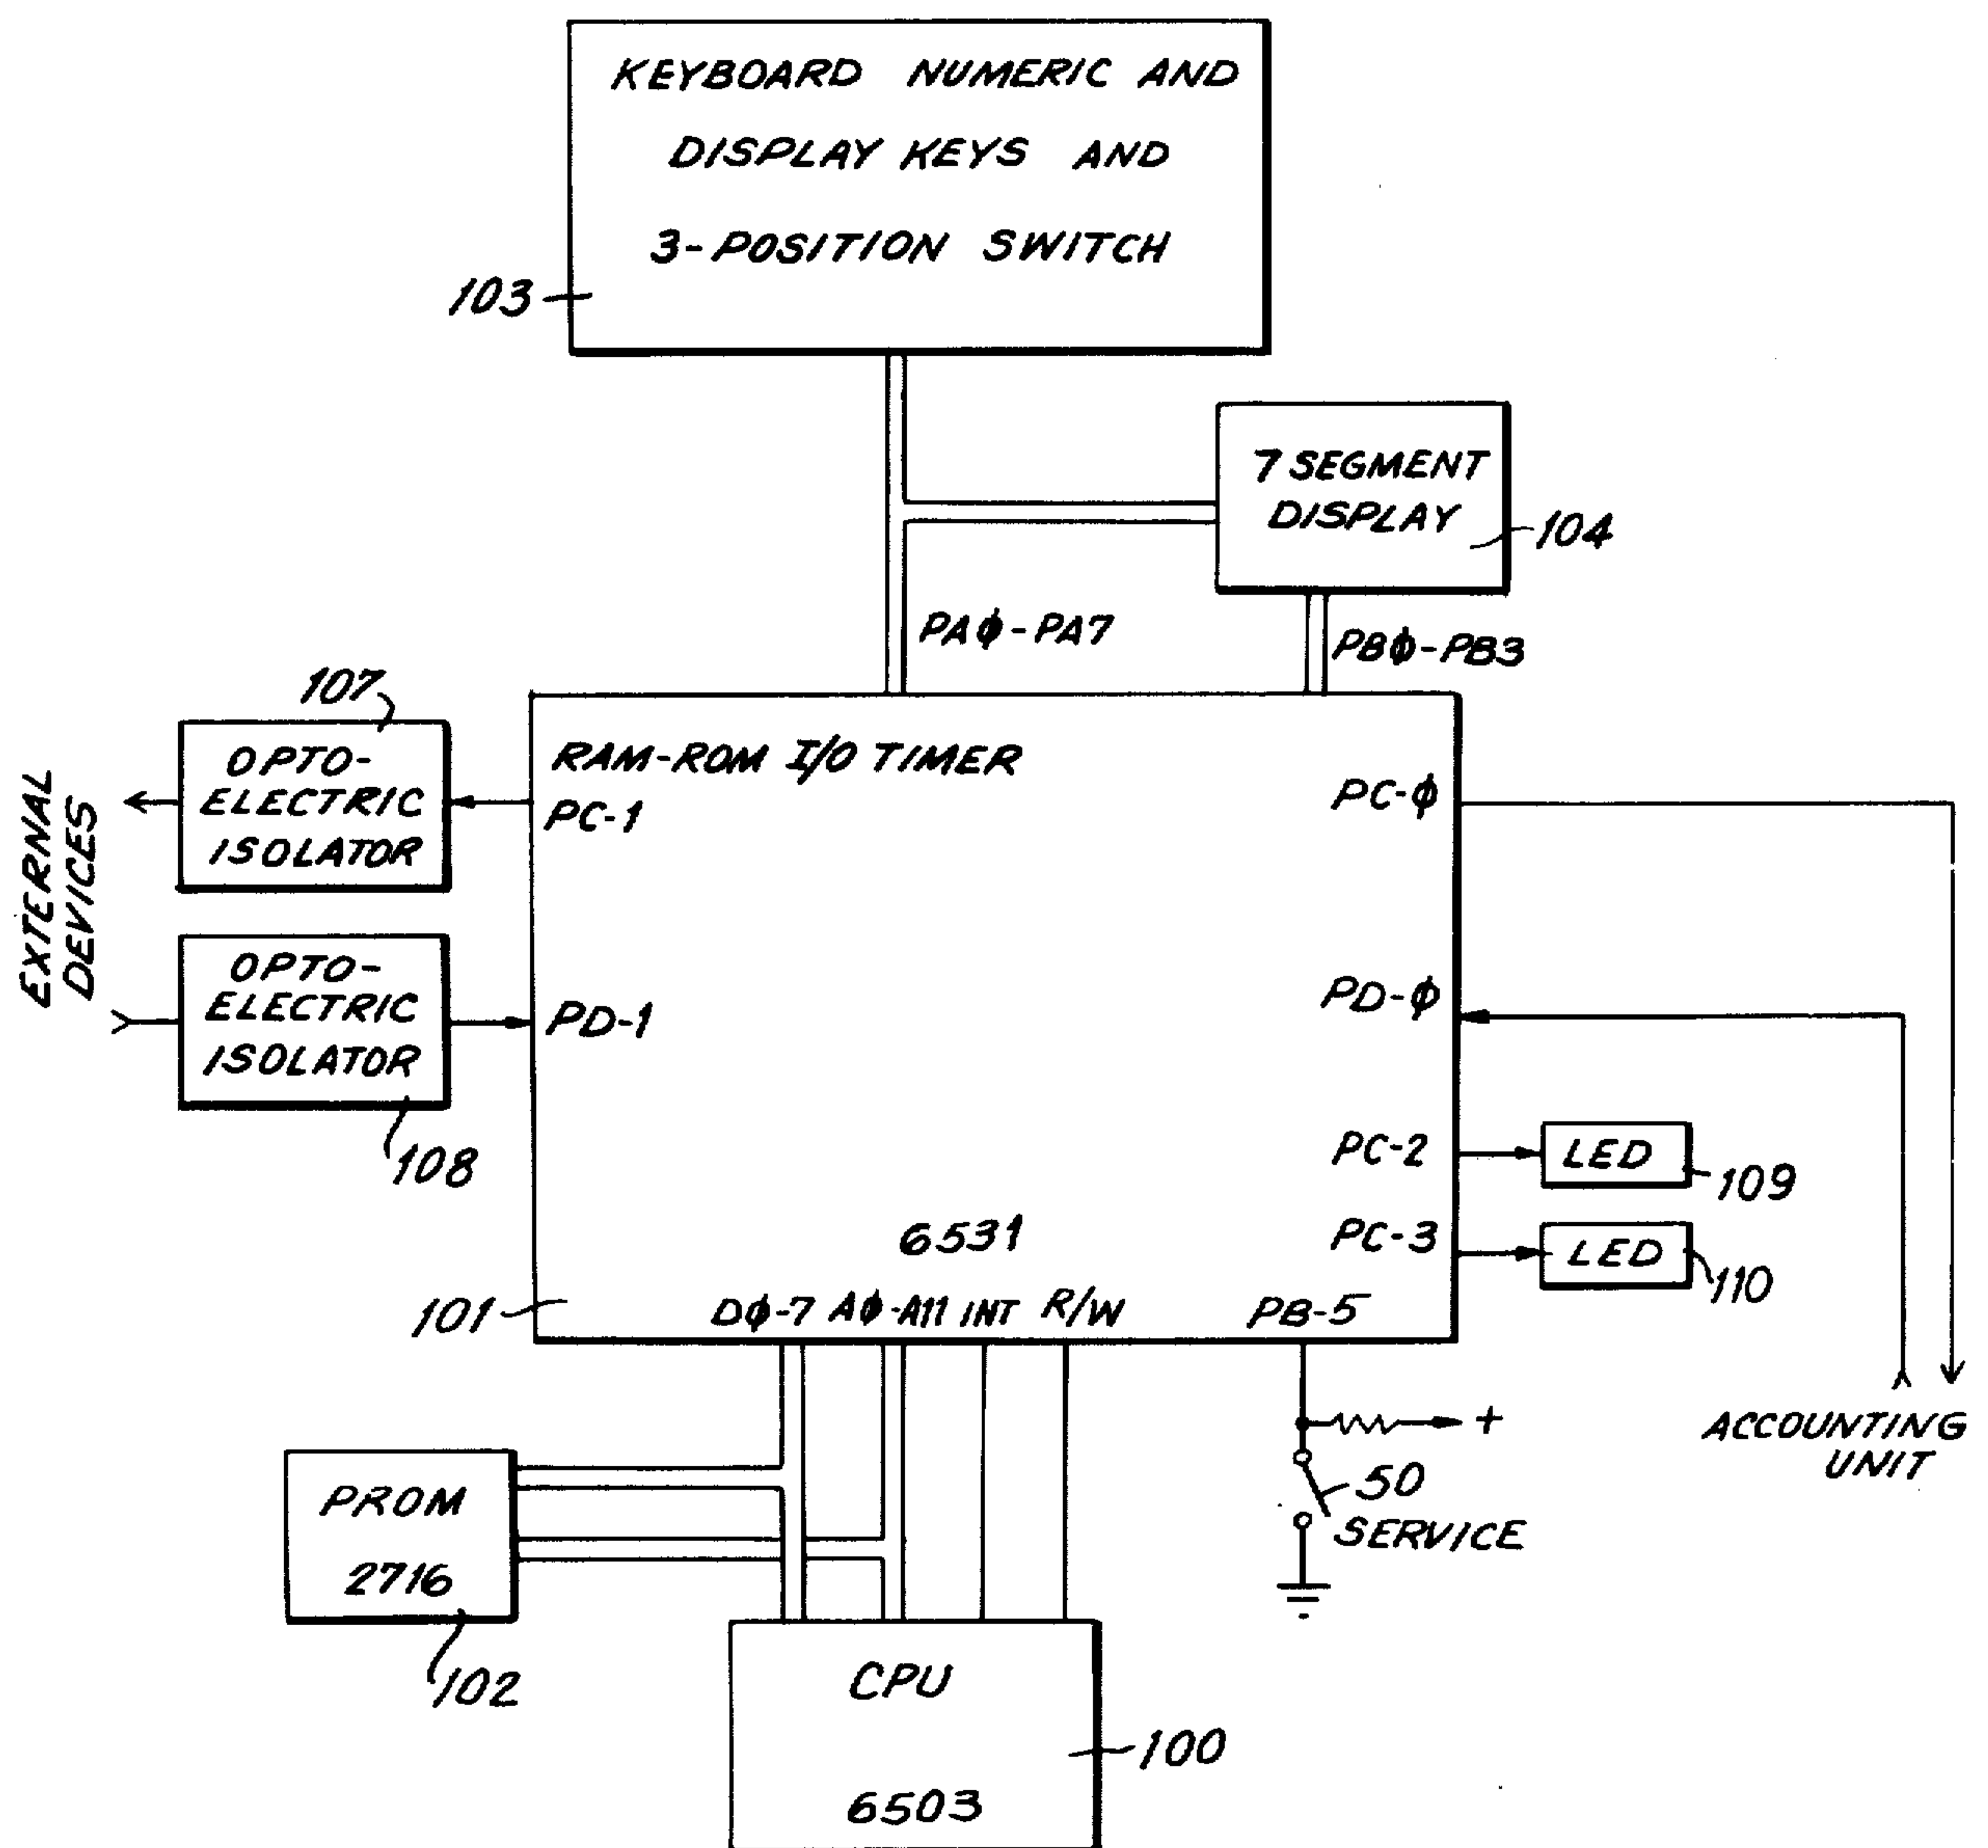 KEYBOARD NUMERIC AND
DISPLAY KEYS AND
3-POSITION SWITCH
103
7 SEGMENT
DISPLAY
104
PAϕ-PA7
PBϕ-PB3
107
OPTO-
ELECTRIC
ISOLATOR
EXTERNAL
DEVICES
OPTO-
ELECTRIC
ISOLATOR
108
RAM-ROM I/O TIMER
PC-1
PD-1
PC-ϕ
PD-ϕ
PC-2
LED
109
PC-3
LED
110
6531
101
Dϕ-7 Aϕ-A11 INT R/W
PB-5
+
50
SERVICE
ACCOUNTING
UNIT
PROM
2716
102
CPU
6503
100